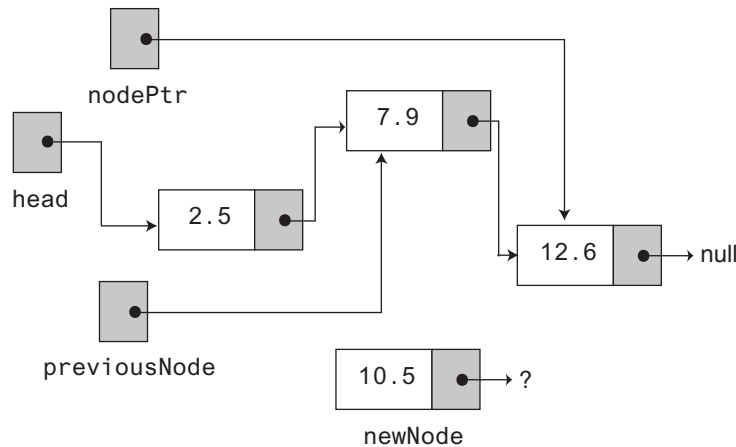 nodePtr
7.9
head
2.5
12.6
null
previousNode
10.5
?
newNode